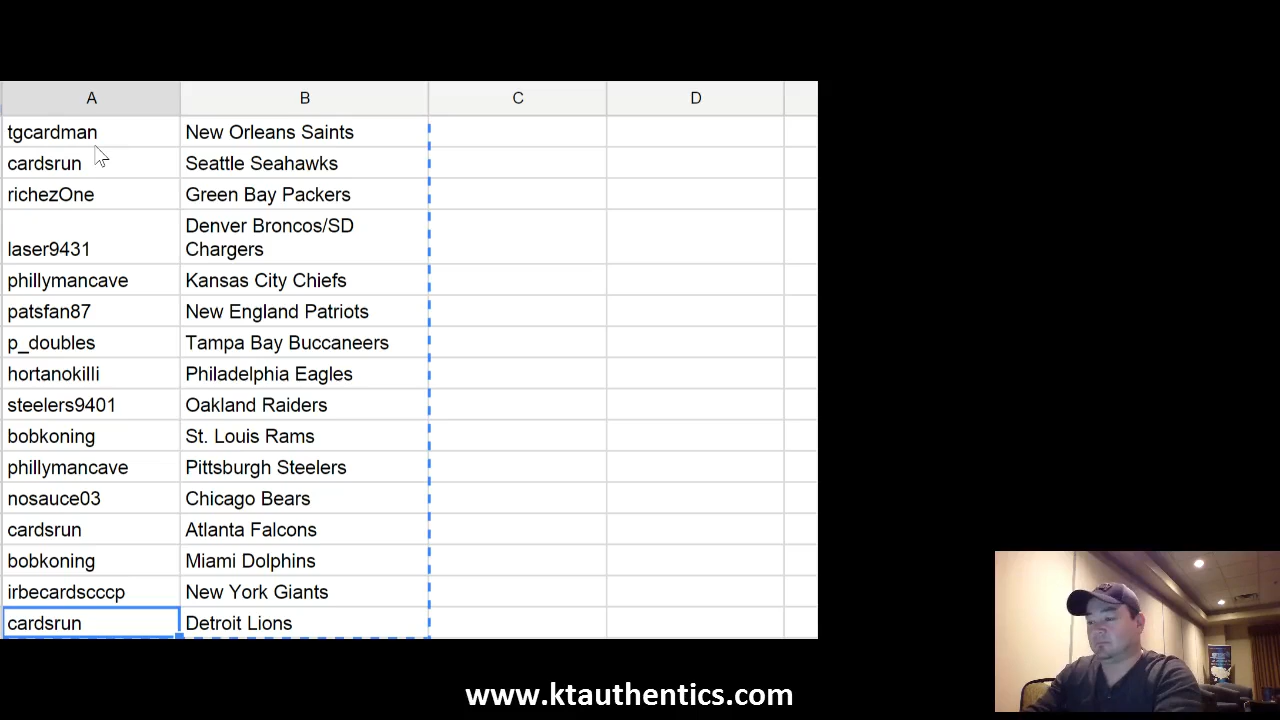 A B C D
tgcardman New Orleans Saints
cardsrun Seattle Seahawks
richezOne Green Bay Packers
Denver Broncos/SD
laser9431 Chargers
phillymancave Kansas City Chiefs
patsfan87 New England Patriots
p_doubles Tampa Bay Buccaneers
hortanokilli Philadelphia Eagles
steelers9401 Oakland Raiders
bobkoning St. Louis Rams
phillymancave Pittsburgh Steelers
nosauce03 Chicago Bears
cardsrun Atlanta Falcons
bobkoning Miami Dolphins
irbecardscccp New York Giants
cardsrun Detroit Lions
www.ktauthentics.com